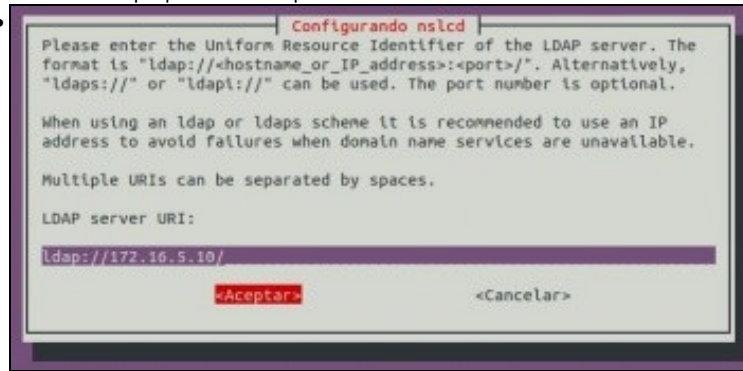 Configurando nslcd
Please enter the Uniform Resource Identifier of the LDAP server. The
format is "ldap://<hostname_or_IP_address>:<port>/". Alternatively,
"ldaps://" or "ldapi://" can be used. The port number is optional.
When using an ldap or ldaps scheme it is recommended to use an IP
address to avoid failures when domain name services are unavailable.
Multiple URIs can be separated by spaces.
LDAP server URI:
ldap://172.16.5.10/
<Aceptar> <Cancelar>